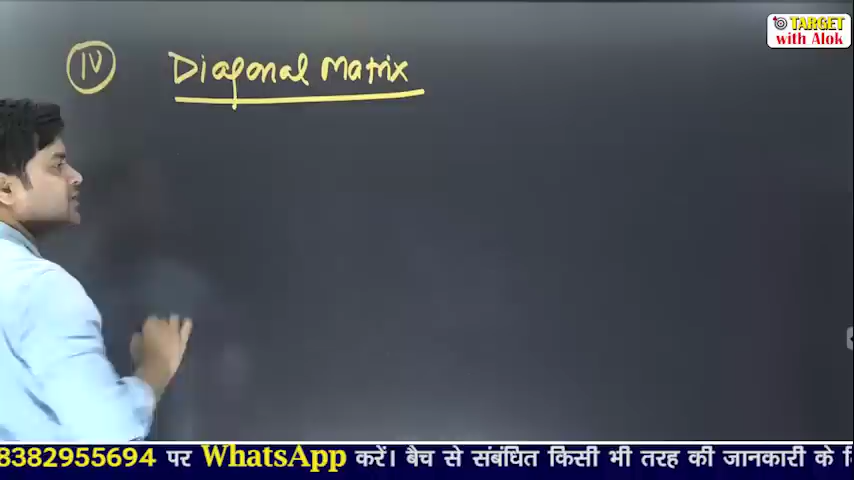 TARGET
with Alok
IV Diagonal Matrix
8382955694 पर WhatsApp करें। बैच से संबंधित किसी भी तरह की जानकारी के